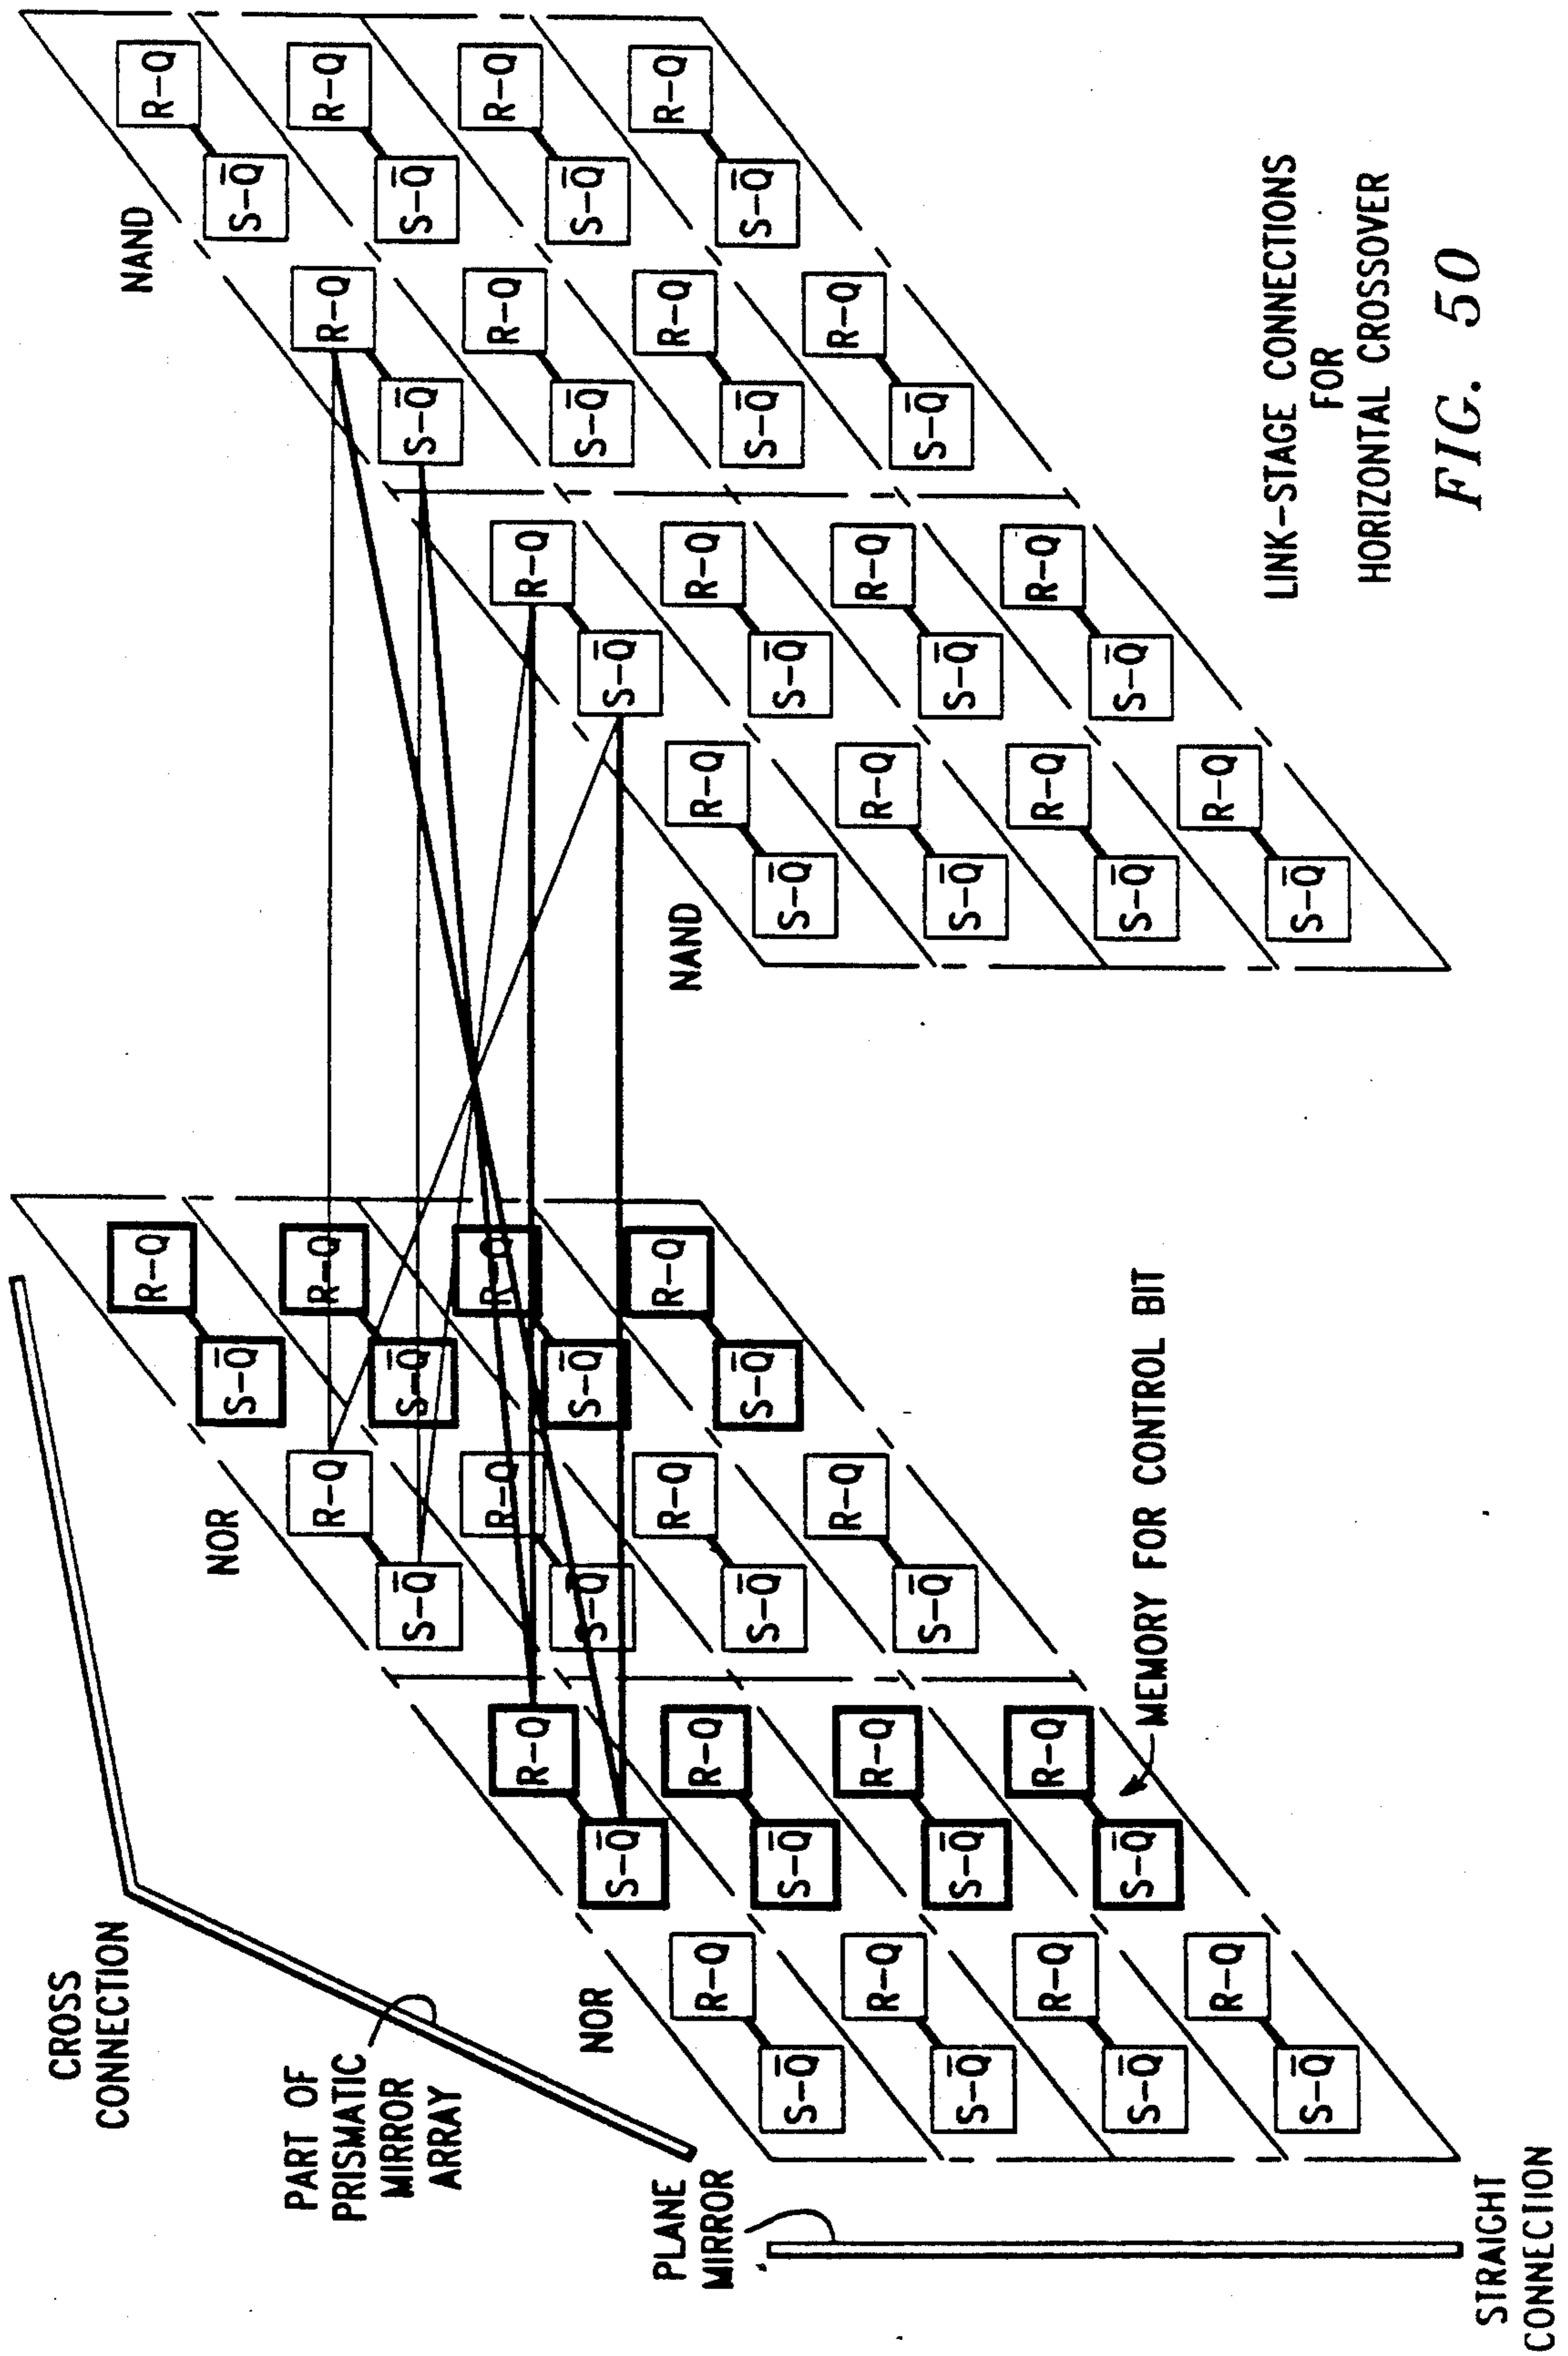 CROSS
CONNECTION
PART OF
PRISMATIC
MIRROR
ARRAY
PLANE
MIRROR
STRAIGHT
CONNECTION
NOR
R-Q
S-Q̅
R-Q
S-Q̅
R-Q
S-Q̅
R-Q
S-Q̅
R-Q
S-Q̅
R-Q
S-Q̅
R-Q
S-Q̅
R-Q
S-Q̅
NOR
R-Q
S-Q̅
R-Q
S-Q̅
R-Q
S-Q̅
R-Q
S-Q̅
R-Q
S-Q̅
R-Q
S-Q̅
R-Q
S-Q̅
R-Q
S-Q̅
MEMORY FOR CONTROL BIT
NAND
R-Q
S-Q̅
R-Q
S-Q̅
R-Q
S-Q̅
R-Q
S-Q̅
R-Q
S-Q̅
R-Q
S-Q̅
R-Q
S-Q̅
R-Q
S-Q̅
NAND
R-Q
S-Q̅
R-Q
S-Q̅
R-Q
S-Q̅
R-Q
S-Q̅
R-Q
S-Q̅
R-Q
S-Q̅
R-Q
S-Q̅
R-Q
S-Q̅
LINK-STAGE CONNECTIONS
FOR
HORIZONTAL CROSSOVER
FIG. 50